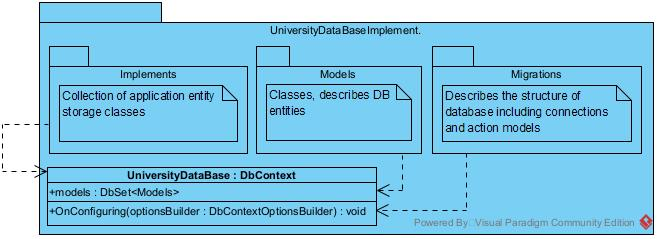 UniversityDataBaseImplement.
Implements
Collection of application entity
storage classes
Models
Classes, describes DB
entities
Migrations
Describes the structure of
database including connections
and action models
UniversityDataBase : DbContext
+models : DbSet<Models>
+OnConfiguring(optionsBuilder : DbContextOptionsBuilder) : void
Powered By Visual Paradigm Community Edition